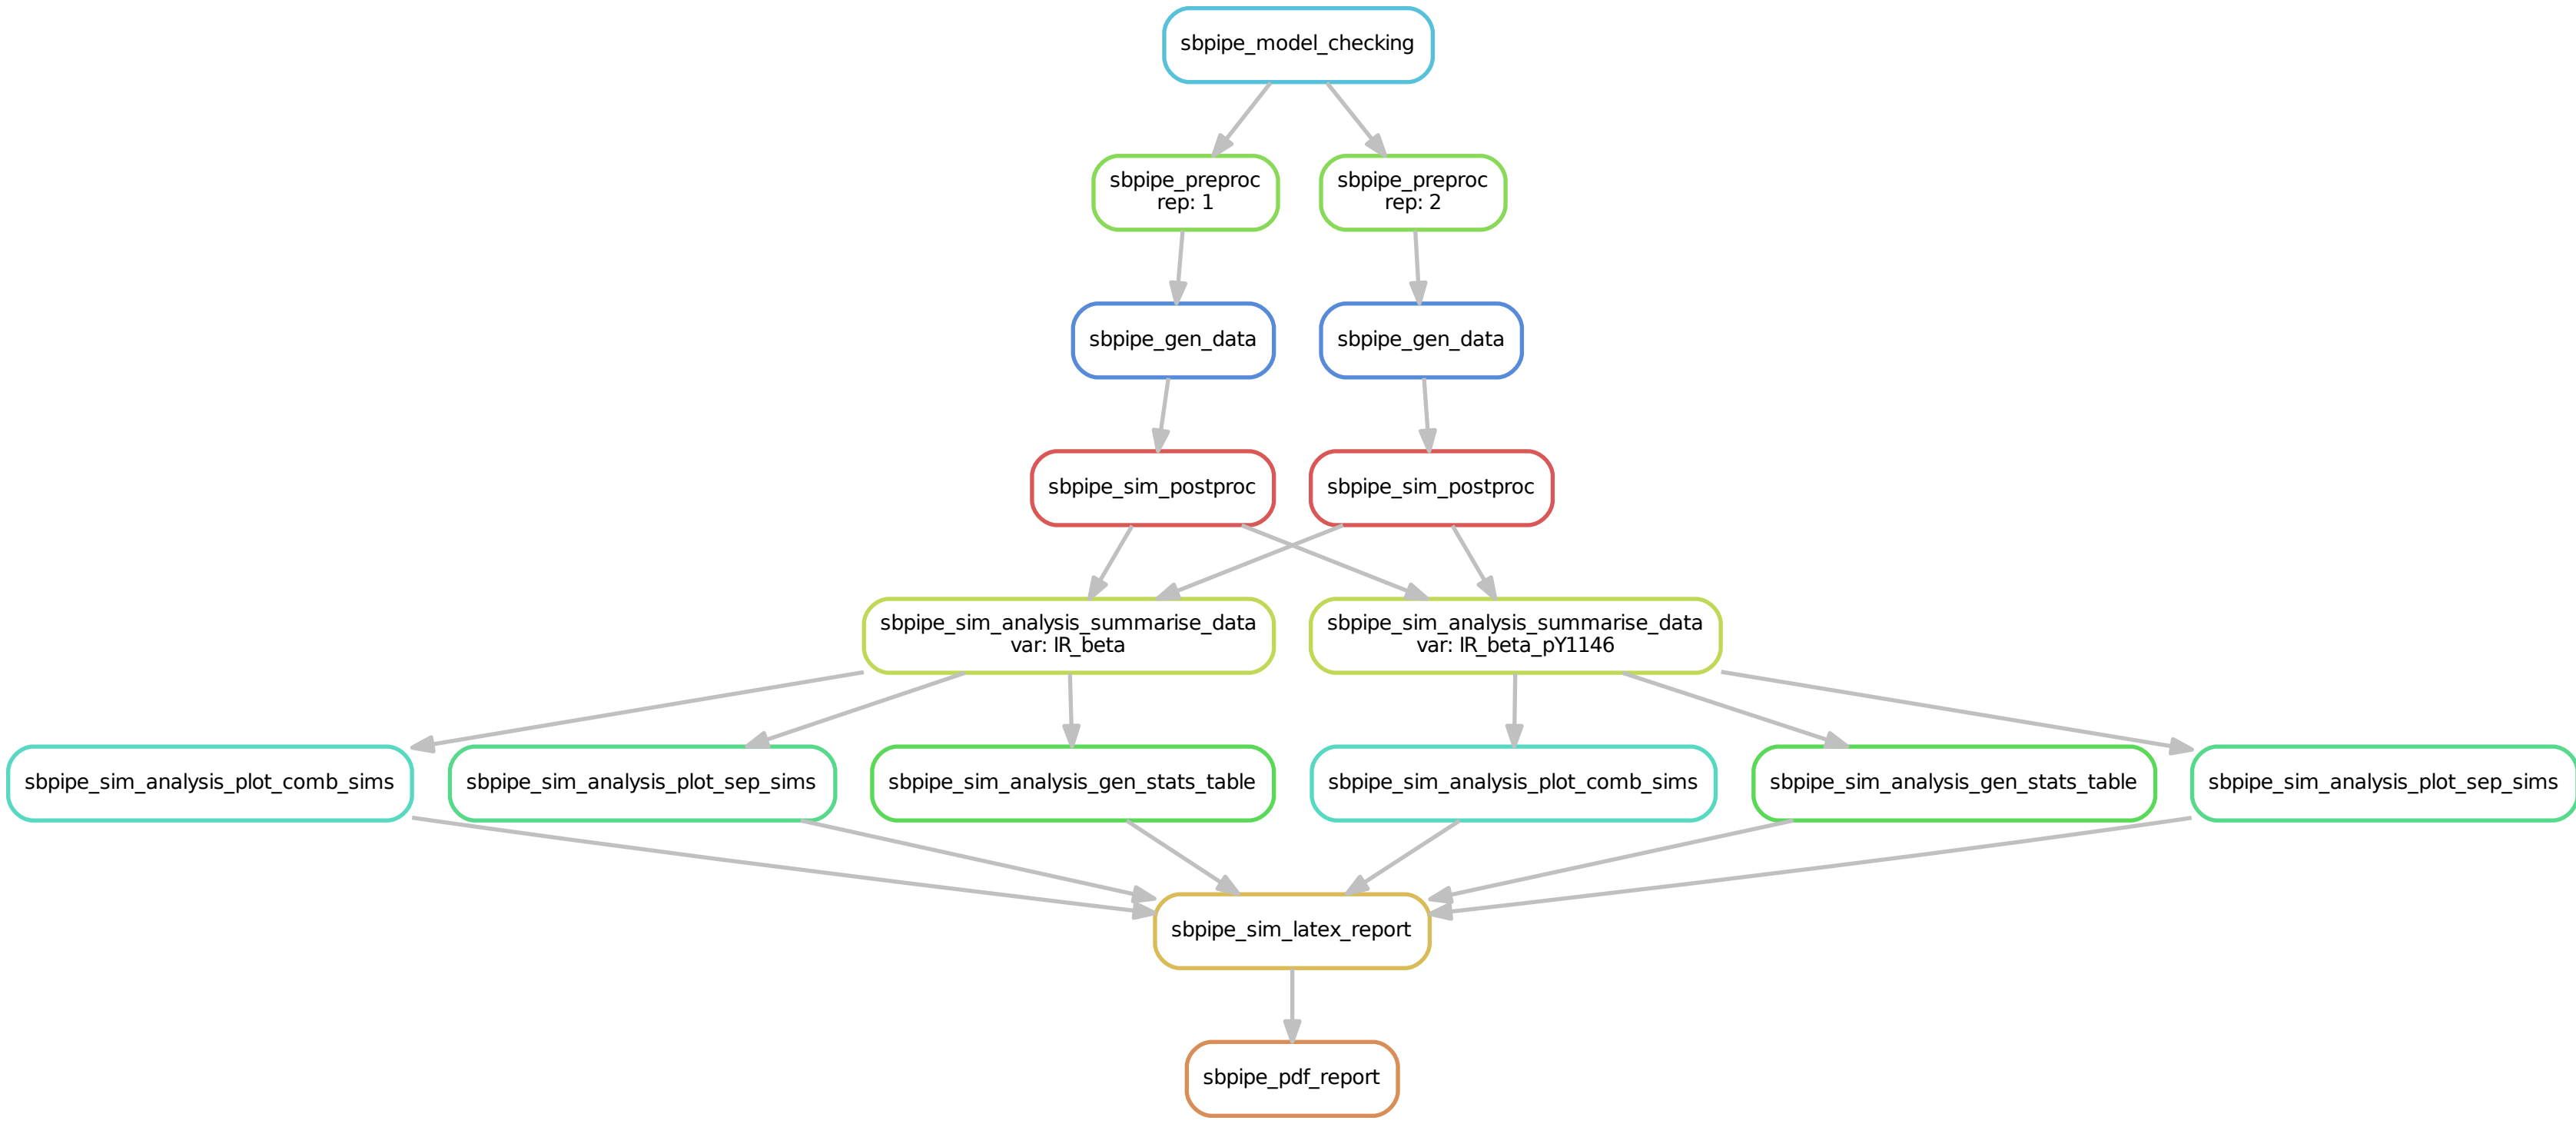 sbpipe_model_checking
sbpipe_preproc
rep: 1
sbpipe_preproc
rep: 2
sbpipe_gen_data
sbpipe_gen_data
sbpipe_sim_postproc
sbpipe_sim_postproc
sbpipe_sim_analysis_summarise_data
var: IR_beta
sbpipe_sim_analysis_summarise_data
var: IR_beta_pY1146
sbpipe_sim_analysis_plot_comb_sims
sbpipe_sim_analysis_plot_sep_sims
sbpipe_sim_analysis_gen_stats_table
sbpipe_sim_analysis_plot_comb_sims
sbpipe_sim_analysis_gen_stats_table
sbpipe_sim_analysis_plot_sep_sims
sbpipe_sim_latex_report
sbpipe_pdf_report